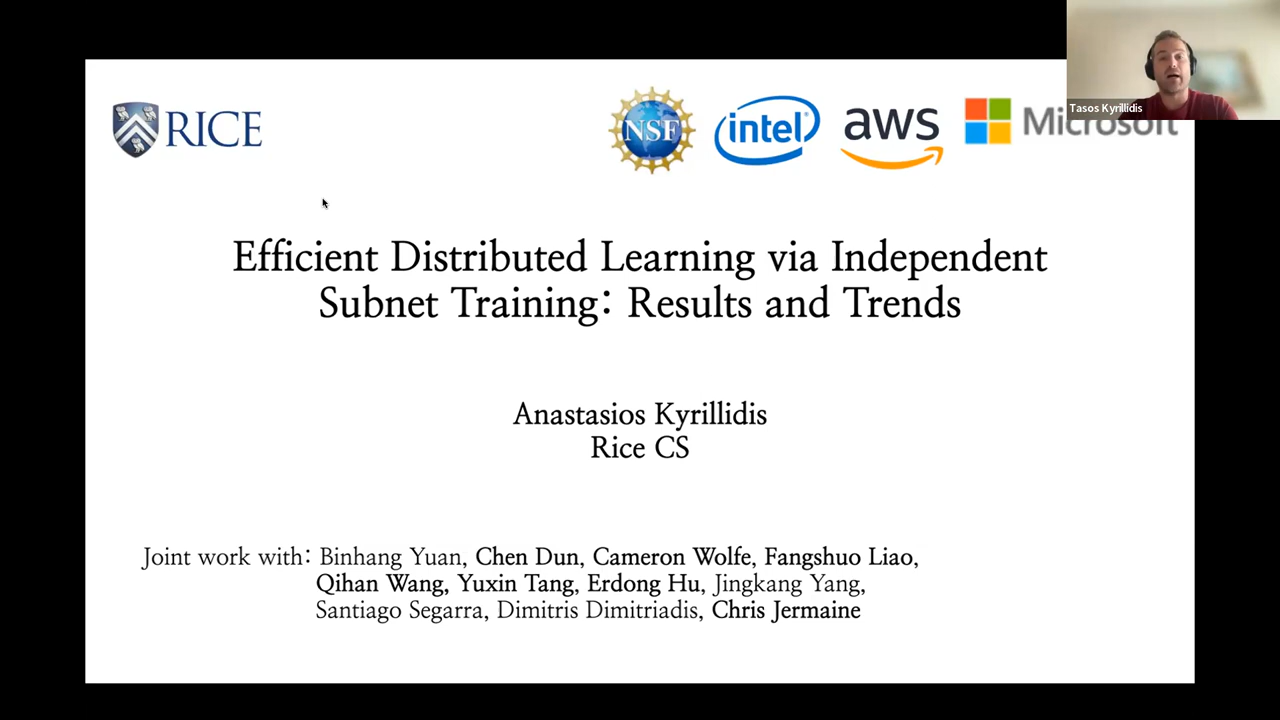 Tasos Kyrillidis
RICE
NSF
intel
aws
Microsoft
Efficient Distributed Learning via Independent
Subnet Training: Results and Trends
Anastasios Kyrillidis
Rice CS
Joint work with: Binhang Yuan, Chen Dun, Cameron Wolfe, Fangshuo Liao,
Qihan Wang, Yuxin Tang, Erdong Hu, Jingkang Yang,
Santiago Segarra, Dimitris Dimitriadis, Chris Jermaine